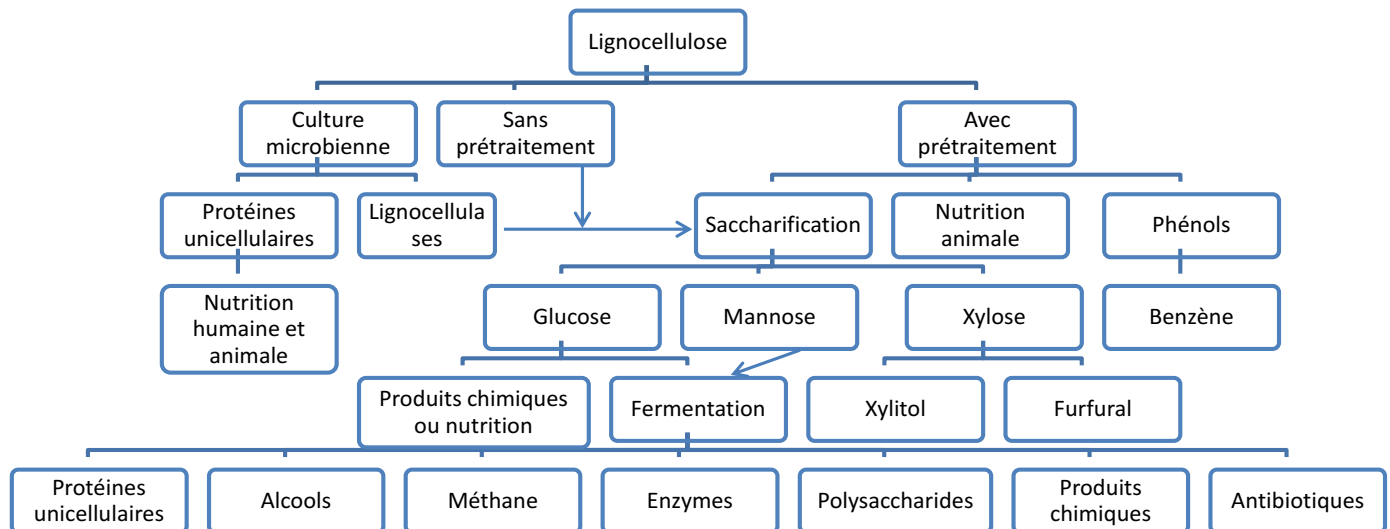 Lignocellulose
Culture
microbienne
Sans
prétraitement
Avec
prétraitement
Protéines
unicellulaires
Lignocellula
ses
Saccharification
Nutrition
animale
Phénols
Nutrition
humaine et
animale
Glucose
Mannose
Xylose
Benzène
Produits chimiques
ou nutrition
Fermentation
Xylitol
Furfural
Protéines
unicellulaires
Alcools
Méthane
Enzymes
Polysaccharides
Produits
chimiques
Antibiotiques